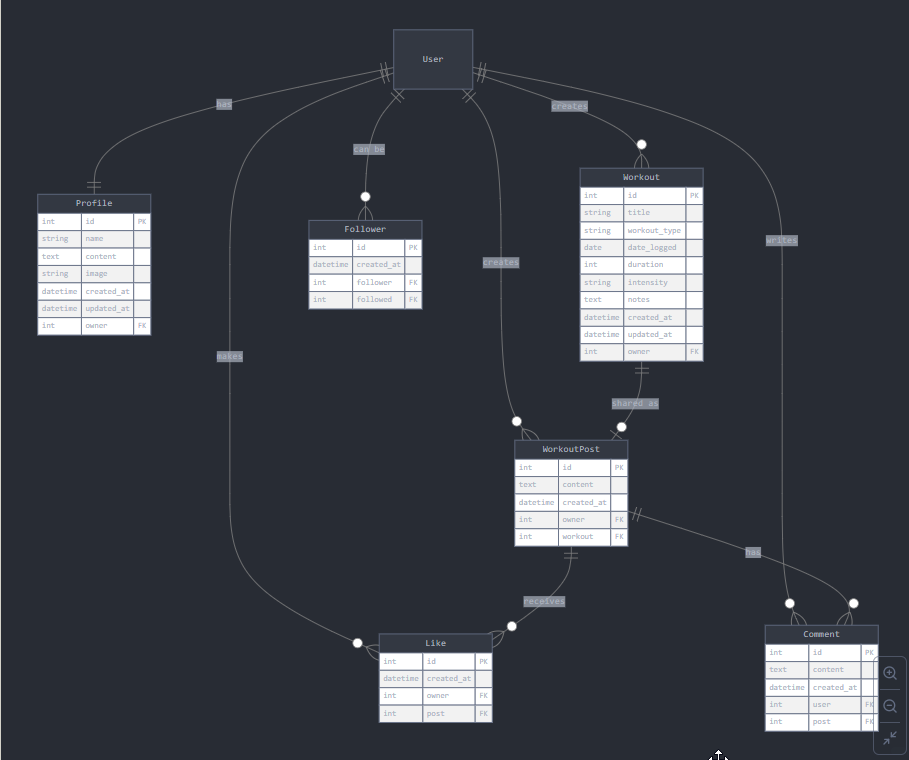 User
has
creates
can be
Workout
int id PK
string title
string workout_type
date date_logged
int duration
string intensity
text notes
datetime created_at
datetime updated_at
int owner FK
Profile
int id PK
string name
text content
string image
datetime created_at
datetime updated_at
int owner FK
Follower
int id PK
datetime created_at
int follower FK
int followed FK
writes
creates
makes
shared as
WorkoutPost
int id PK
text content
datetime created_at
int owner FK
int workout FK
has
receives
Like
int id PK
datetime created_at
int owner FK
int post FK
Comment
int id PK
text content
datetime created_at
int user FK
int post FK